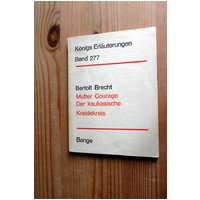 Königs Erläuterungen
Band 277
Bertolt Brecht
Mutter Courage
Der kaukasische
Kreidekreis
Bange